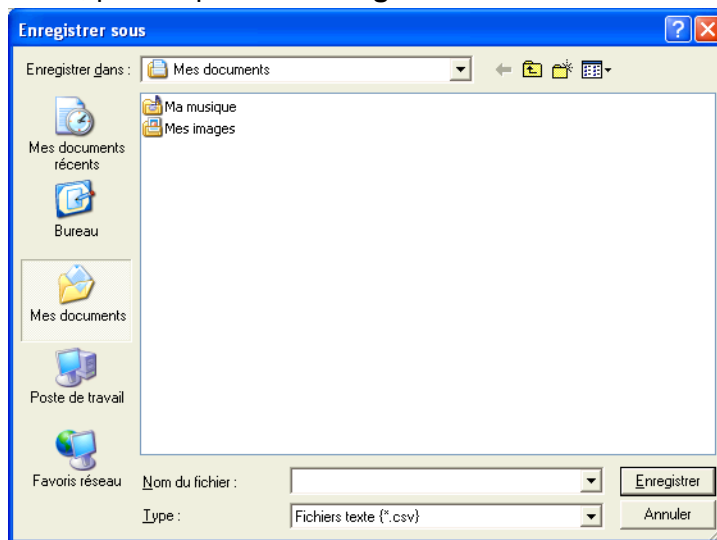 Enregistrer sous
Enregistrer dans :
Mes documents
Ma musique
Mes images
Mes documents
récents
Bureau
Mes documents
Poste de travail
Favoris réseau
Nom du fichier :
Enregistrer
Type :
Fichiers texte {*.csv}
Annuler